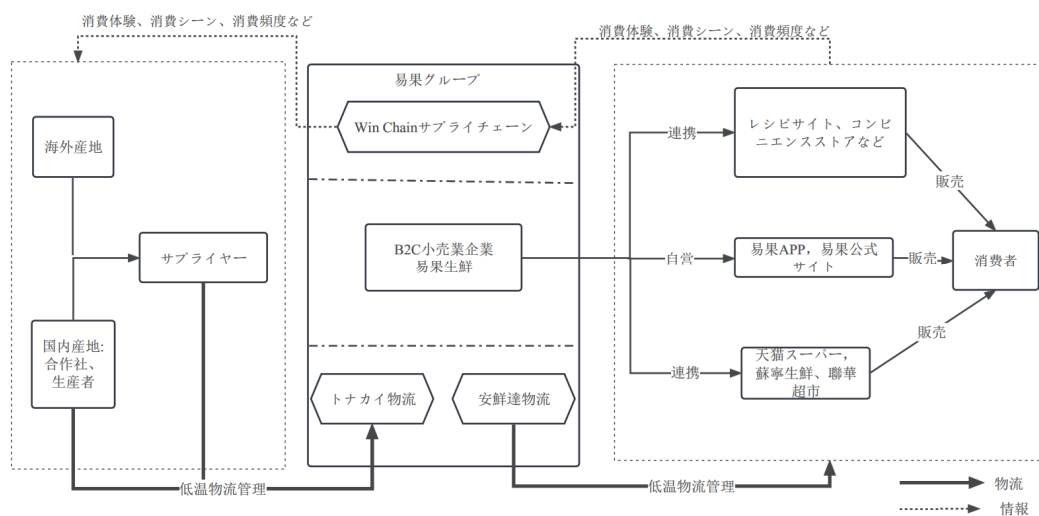 消費体験、消費シーン、消費頻度など
消費体験、消費シーン、消費頻度など
易果グループ
Win Chainサプライチェーン
海外産地
サプライヤー
国内産地:
合作社、
生産者
B2C小売業企業
易果生鮮
トナカイ物流
安鮮達物流
低温物流管理
低温物流管理
連携
自営
連携
レシピサイト、コンビ
ニエンスストアなど
易果APP，易果公式
サイト
天猫スーパー，
蘇寧生鮮、聯華
超市
販売
販売
販売
消費者
物流
情報